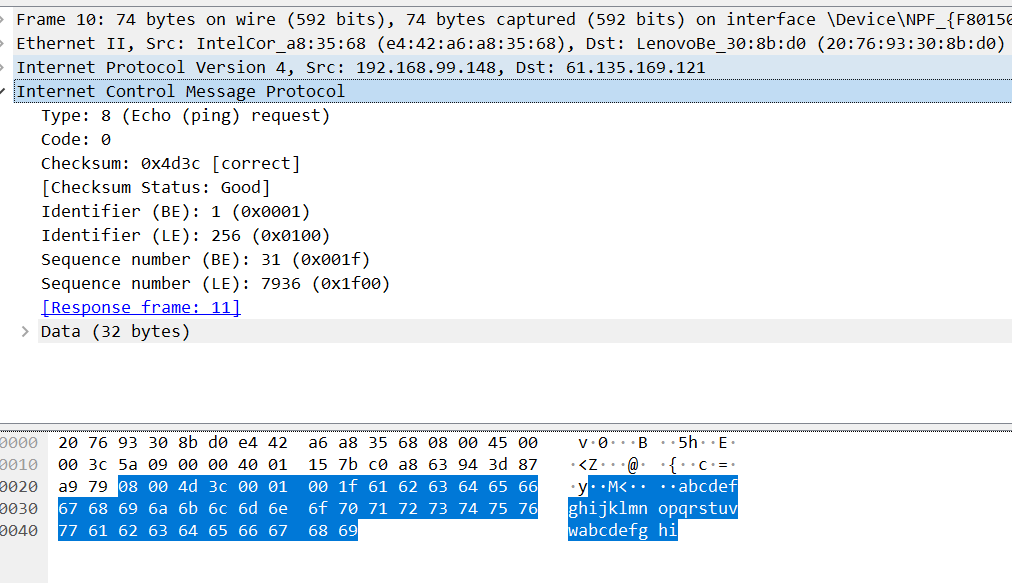 Frame 10: 74 bytes on wire (592 bits), 74 bytes captured (592 bits) on interface \Device\NPF_{F80150
Ethernet II, Src: IntelCor_a8:35:68 (e4:42:a6:a8:35:68), Dst: LenovoBe_30:8b:d0 (20:76:93:30:8b:d0)
Internet Protocol Version 4, Src: 192.168.99.148, Dst: 61.135.169.121
Internet Control Message Protocol
Type: 8 (Echo (ping) request)
Code: 0
Checksum: 0x4d3c [correct]
[Checksum Status: Good]
Identifier (BE): 1 (0x0001)
Identifier (LE): 256 (0x0100)
Sequence number (BE): 31 (0x001f)
Sequence number (LE): 7936 (0x1f00)
[Response frame: 11]
Data (32 bytes)
0000 20 76 93 30 8b d0 e4 42 a6 a8 35 68 08 00 45 00 v·0···B ··5h··E·
0010 00 3c 5a 09 00 00 40 01 15 7b c0 a8 63 94 3d 87 ·<Z···@· ·{··c·=·
0020 a9 79 08 00 4d 3c 00 01 00 1f 61 62 63 64 65 66 ·y··M<·· ··abcdef
0030 67 68 69 6a 6b 6c 6d 6e 6f 70 71 72 73 74 75 76 ghijklmn opqrstuv
0040 77 61 62 63 64 65 66 67 68 69 wabcdefg hi